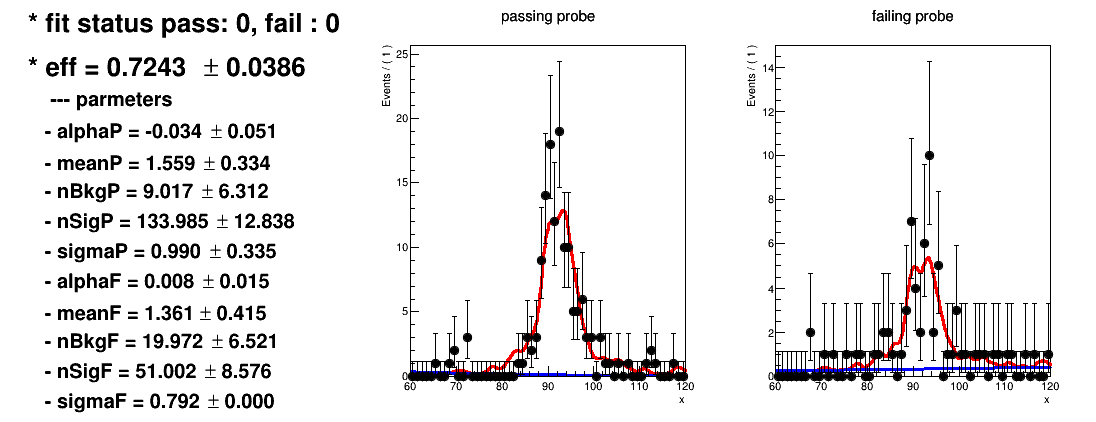 * fit status pass: 0, fail : 0
* eff = 0.7243 ± 0.0386
--- parmeters
- alphaP = -0.034 ± 0.051
- meanP = 1.559 ± 0.334
- nBkgP = 9.017 ± 6.312
- nSigP = 133.985 ± 12.838
- sigmaP = 0.990 ± 0.335
- alphaF = 0.008 ± 0.015
- meanF = 1.361 ± 0.415
- nBkgF = 19.972 ± 6.521
- nSigF = 51.002 ± 8.576
- sigmaF = 0.792 ± 0.000
passing probe
Events / ( 1 )
25
20
15
10
5
0
60 70 80 90 100 110 120
x
failing probe
Events / ( 1 )
14
12
10
8
6
4
2
0
60 70 80 90 100 110 120
x